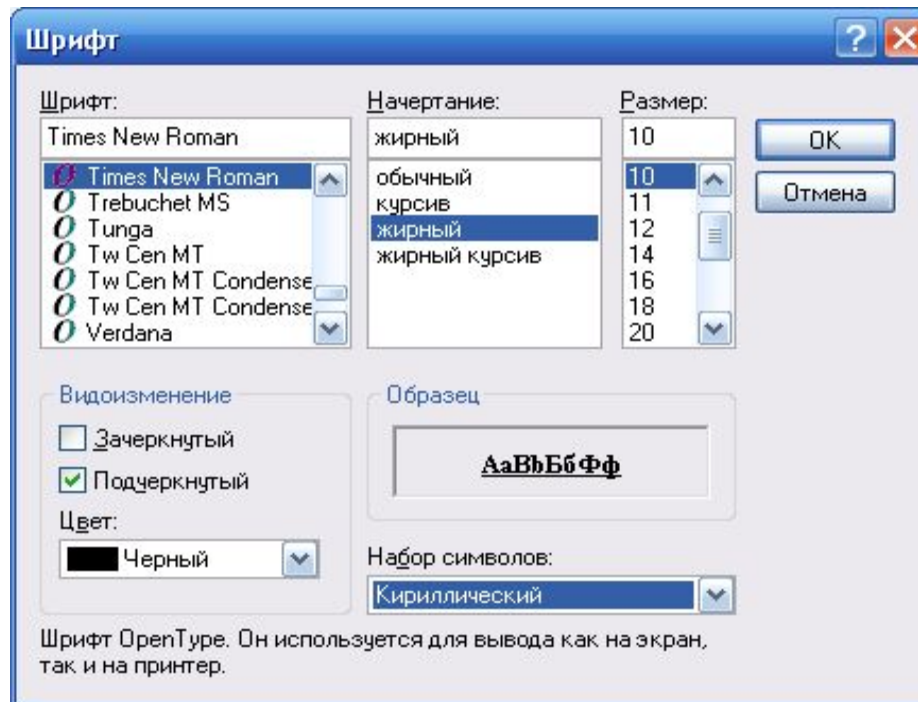 Шрифт
Шрифт:
Times New Roman
Times New Roman
Trebuchet MS
Tunga
Tw Cen MT
Tw Cen MT Condense
Tw Cen MT Condense
Verdana
Начертание:
жирный
обычный
курсив
жирный
жирный курсив
Размер:
10
10
11
12
14
16
18
20
OK
Отмена
Видоизменение
Зачеркнутый
Подчеркнутый
Цвет:
Черный
Образец
АаВbБбФф
Набор символов:
Кириллический
Шрифт OpenType. Он используется для вывода как на экран,
так и на принтер.